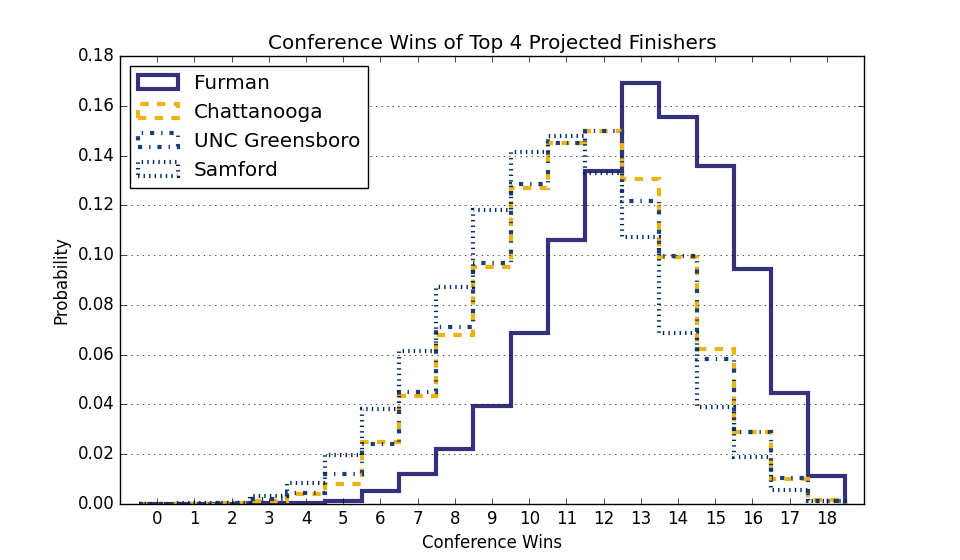 Conference Wins of Top 4 Projected Finishers
Furman
Chattanooga
UNC Greensboro
Samford
Probability
0.18
0.16
0.14
0.12
0.10
0.08
0.06
0.04
0.02
0.00
0 1 2 3 4 5 6 7 8 9 10 11 12 13 14 15 16 17 18
Conference Wins